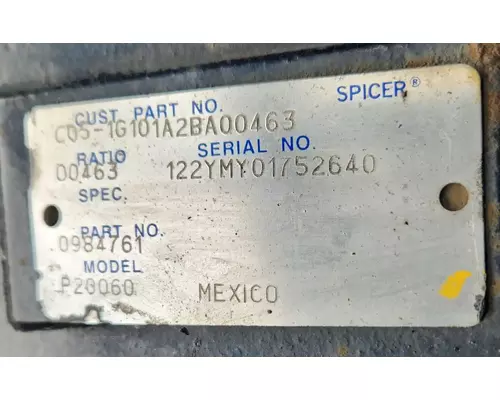 CUST. PART NO. SPICER®
C05-1G101A2BA00463
RATIO SERIAL NO.
00463 122YMY01752640
SPEC.
PART NO.
0984761
MODEL
P20060 MEXICO